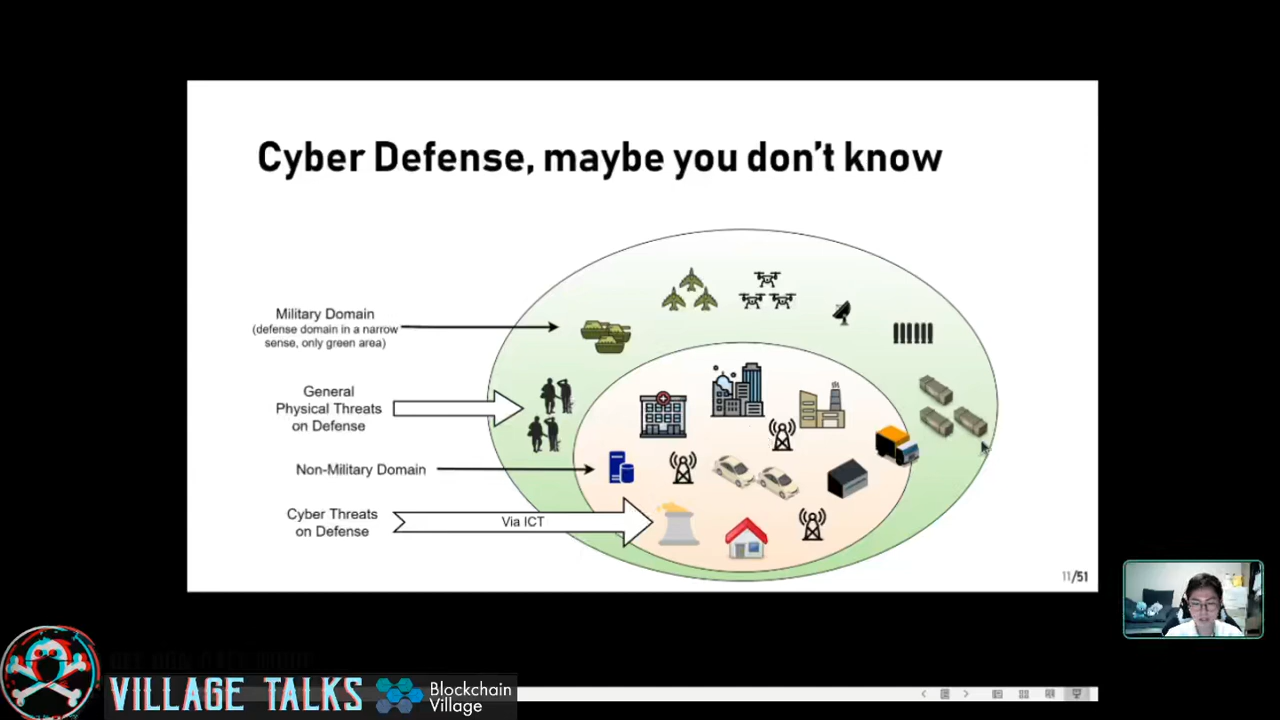 Cyber Defense, maybe you don't know
Military Domain
(defense domain in a narrow
sense, only green area)
General
Physical Threats
on Defense
Non-Military Domain
Cyber Threats
on Defense
Via ICT
11/51
VILLAGE TALKS
Blockchain
Village